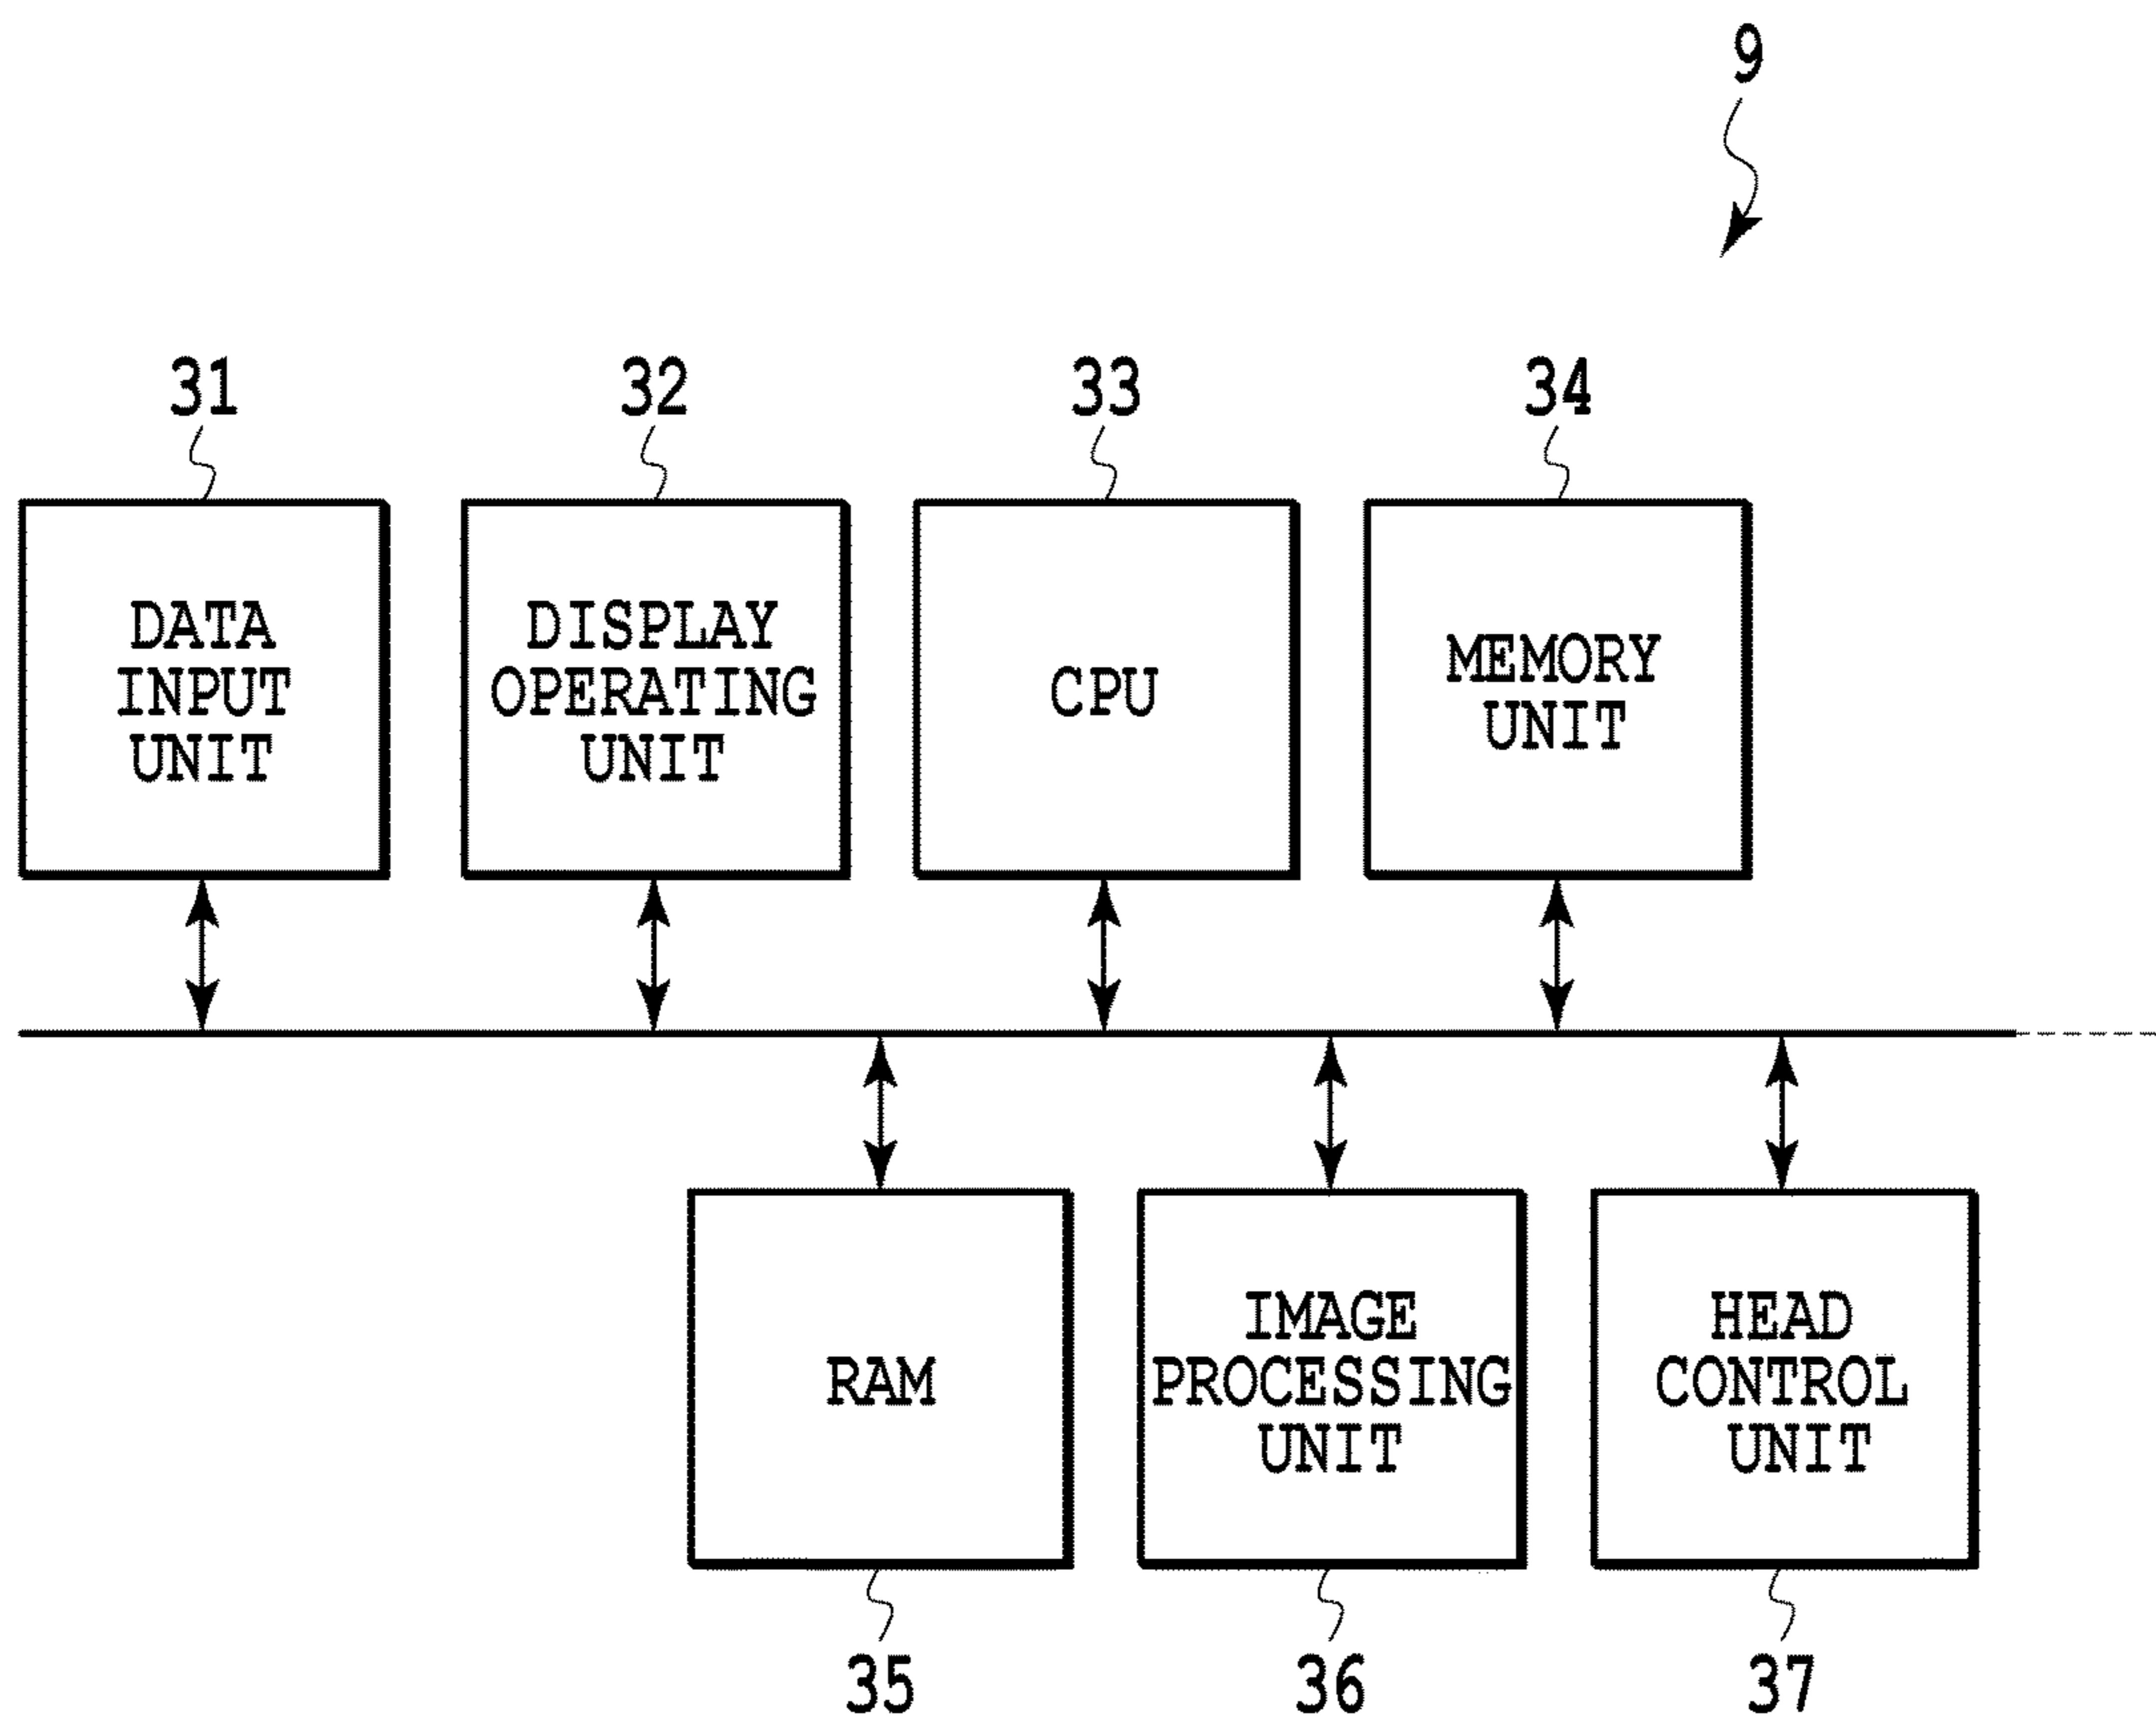 9
31
32
33
34
DATA
INPUT
UNIT
DISPLAY
OPERATING
UNIT
CPU
MEMORY
UNIT
RAM
IMAGE
PROCESSING
UNIT
HEAD
CONTROL
UNIT
35
36
37